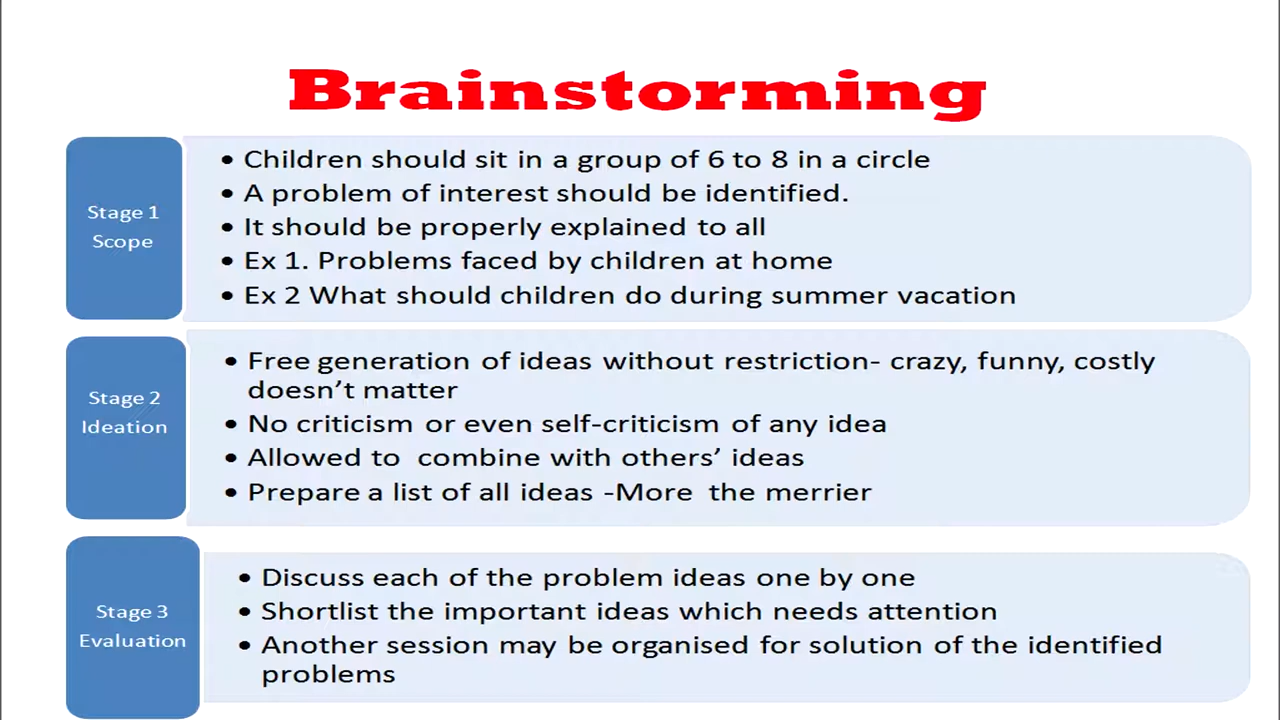 Brainstorming
Stage 1
Scope
• Children should sit in a group of 6 to 8 in a circle
• A problem of interest should be identified.
• It should be properly explained to all
• Ex 1. Problems faced by children at home
• Ex 2 What should children do during summer vacation
Stage 2
Ideation
• Free generation of ideas without restriction- crazy, funny, costly
doesn’t matter
• No criticism or even self-criticism of any idea
• Allowed to  combine with others’ ideas
• Prepare a list of all ideas -More  the merrier
Stage 3
Evaluation
• Discuss each of the problem ideas one by one
• Shortlist the important ideas which needs attention
• Another session may be organised for solution of the identified
problems